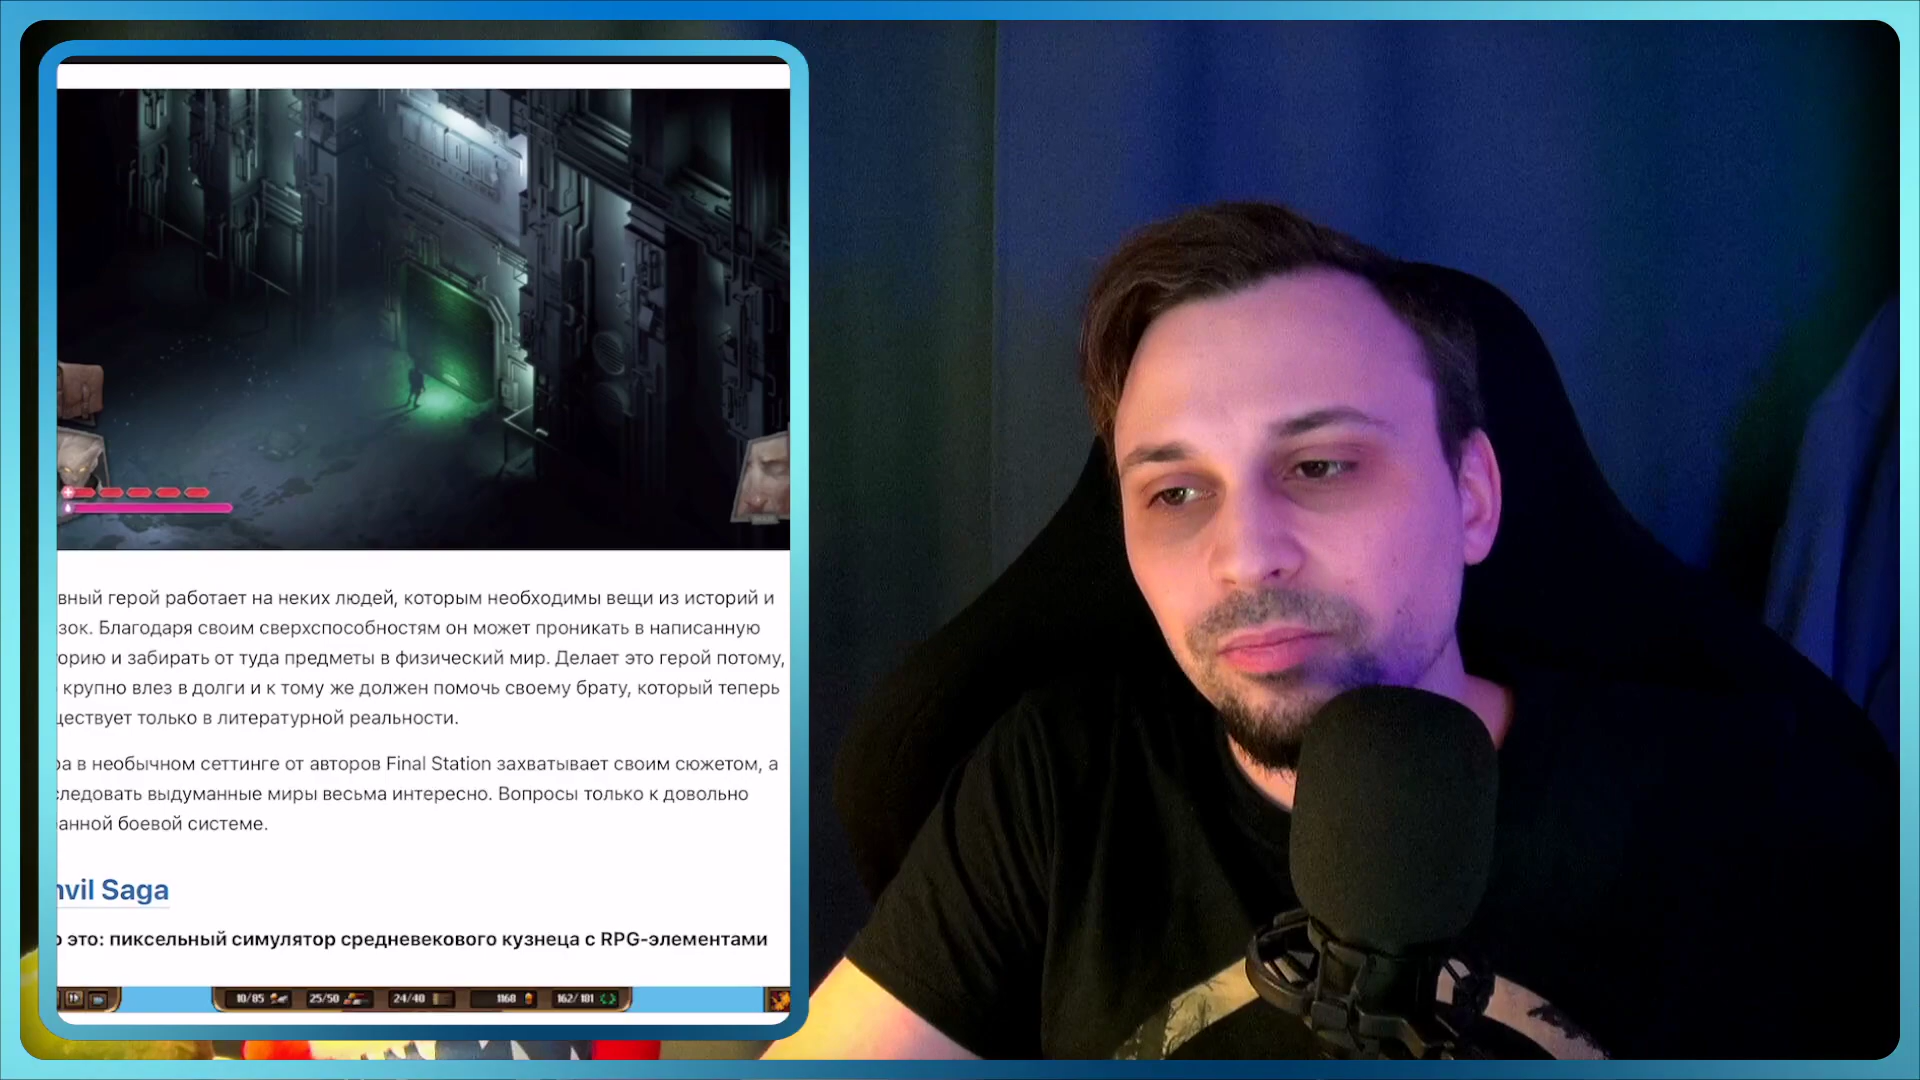 вный герой работает на неких людей, которым необходимы вещи из историй и
зок. Благодаря своим сверхспособностям он может проникать в написанную
орию и забирать от туда предметы в физический мир. Делает это герой потому,
крупно влез в долги и к тому же должен помочь своему брату, который теперь
ществует только в литературной реальности.
ра в необычном сеттинге от авторов Final Station захватывает своим сюжетом, а
следовать выдуманные миры весьма интересно. Вопросы только к довольно
анной боевой системе.
nvil Saga
о это: пиксельный симулятор средневекового кузнеца с RPG-элементами
10/85 25/50 24/40 1168 162/181